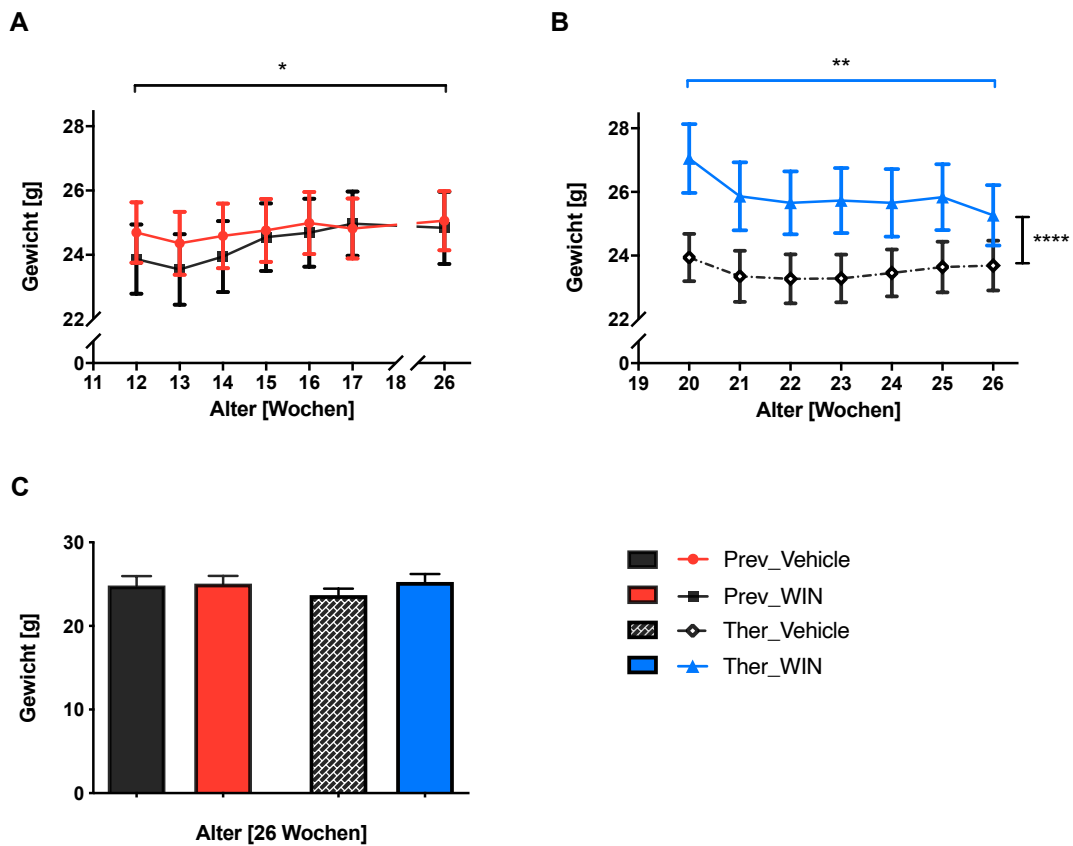 A
*
Gewicht [g]
28
26
24
22
0
11 12 13 14 15 16 17 18 26
Alter [Wochen]
B
**
Gewicht [g]
28
26
24
22
0
****
19 20 21 22 23 24 25 26
Alter [Wochen]
C
Gewicht [g]
30
20
10
0
Alter [26 Wochen]
Prev_Vehicle
Prev_WIN
Ther_Vehicle
Ther_WIN